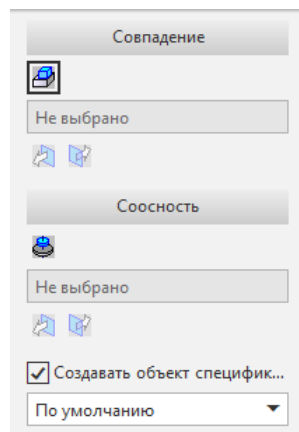 Совпадение
Не выбрано
Соосность
Не выбрано
Создавать объект специфик...
По умолчанию